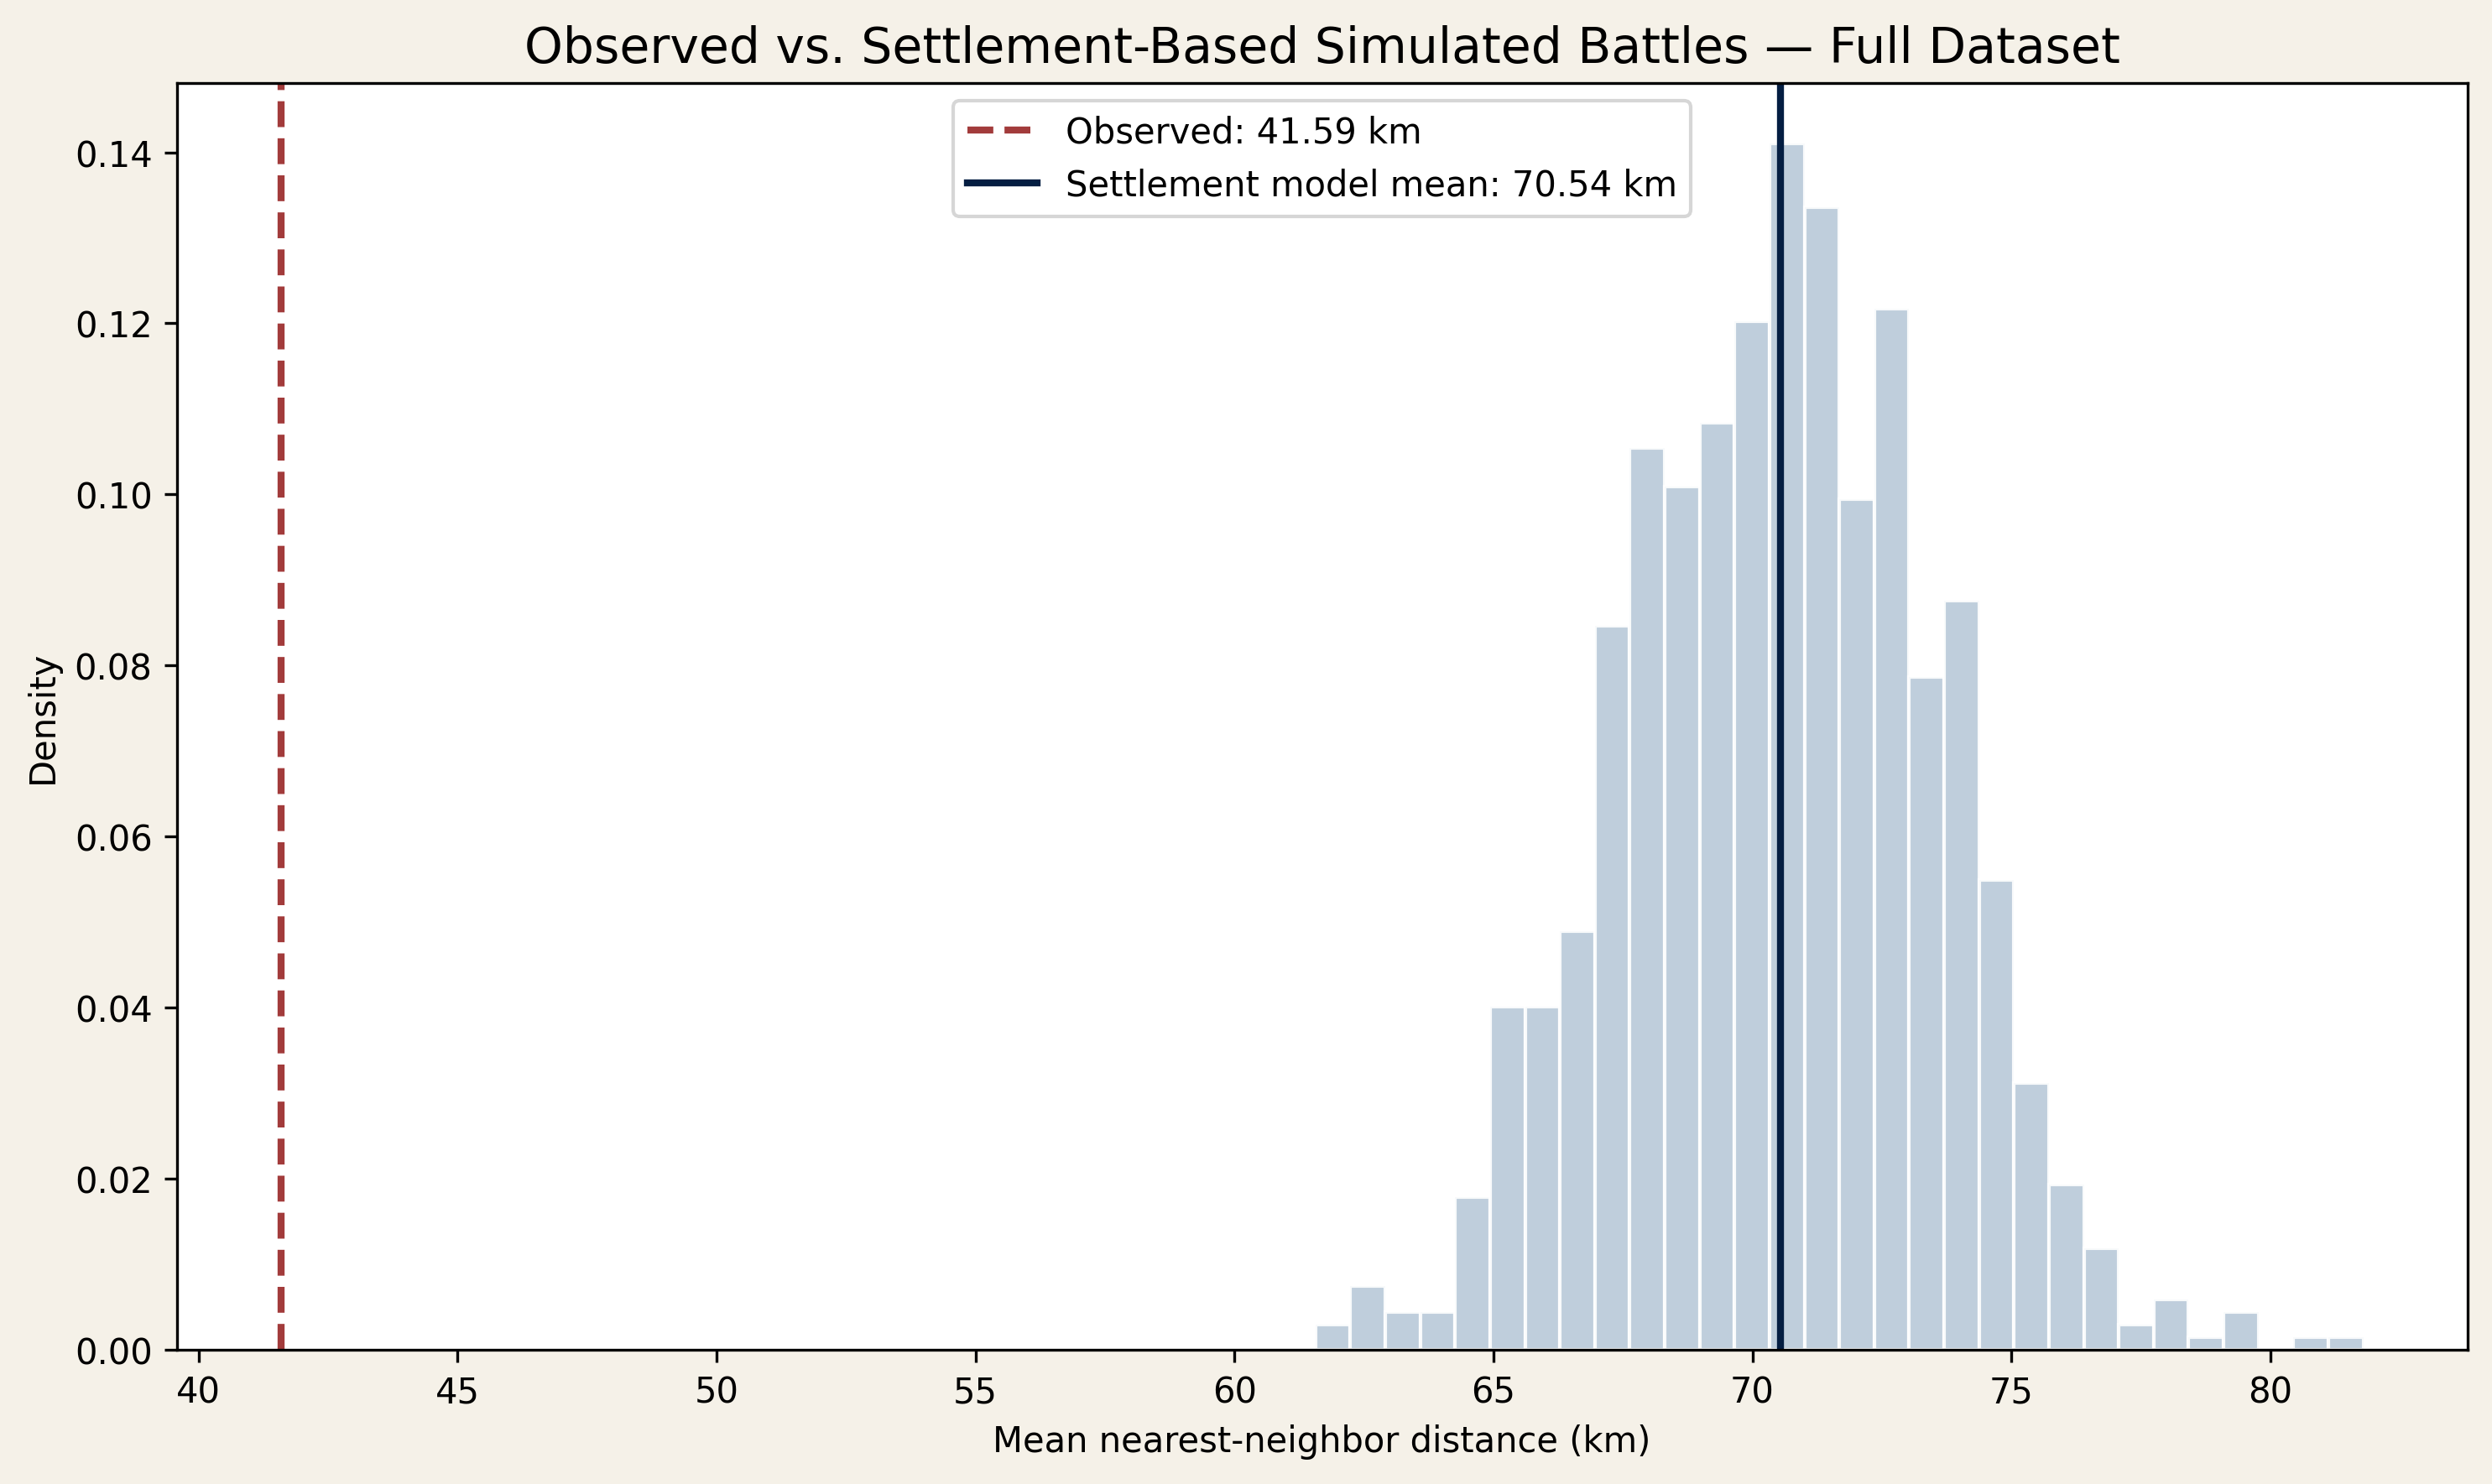 Observed vs. Settlement-Based Simulated Battles — Full Dataset
Observed: 41.59 km
Settlement model mean: 70.54 km
Density
0.14
0.12
0.10
0.08
0.06
0.04
0.02
0.00
40 45 50 55 60 65 70 75 80
Mean nearest-neighbor distance (km)